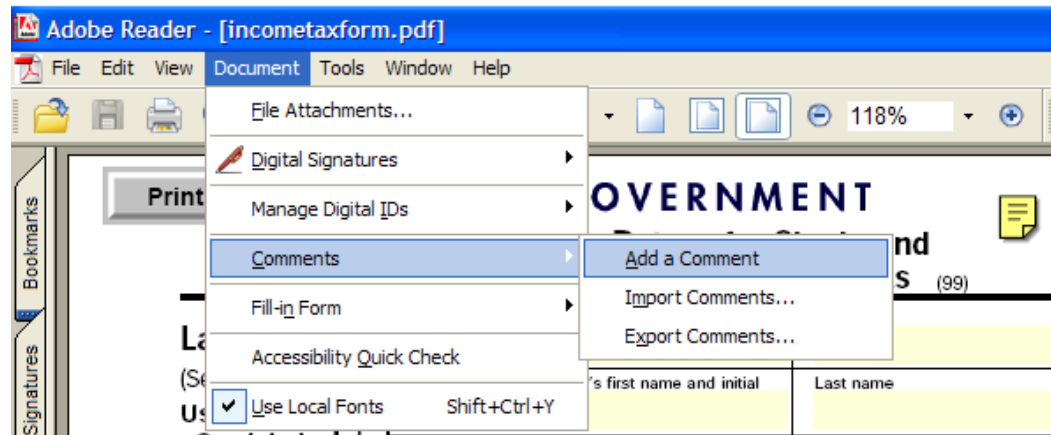 Adobe Reader - [incometaxform.pdf]
File Edit View Document Tools Window Help
118%
File Attachments...
Digital Signatures
Manage Digital IDs
Comments
Fill-in Form
Accessibility Quick Check
Use Local Fonts Shift+Ctrl+Y
Add a Comment
Import Comments...
Export Comments...
Bookmarks
Signatures
Print
OVERNMENT
nd
S (99)
La
(Se
's first name and initial Last name
Us